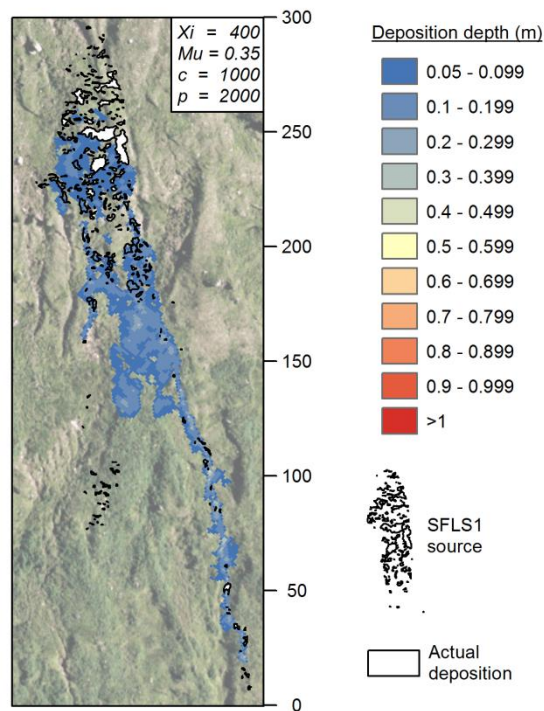 Xi = 400
Mu = 0.35
c = 1000
p = 2000
300
250
200
150
100
50
0
Deposition depth (m)
0.05 - 0.099
0.1 - 0.199
0.2 - 0.299
0.3 - 0.399
0.4 - 0.499
0.5 - 0.599
0.6 - 0.699
0.7 - 0.799
0.8 - 0.899
0.9 - 0.999
>1
SFLS1
source
Actual
deposition